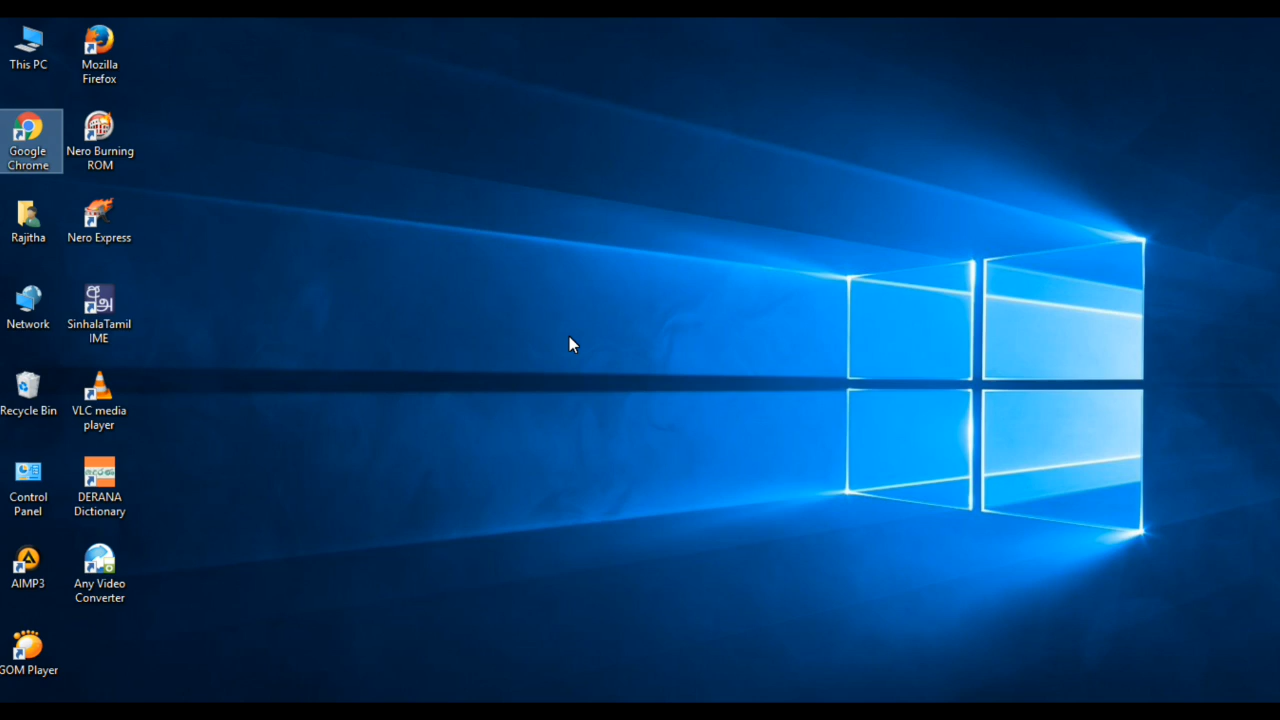 This PC
Mozilla
Firefox
Google
Chrome
Nero Burning
ROM
Rajitha
Nero Express
Network
SinhalaTamil
IME
Recycle Bin
VLC media
player
Control
Panel
DERANA
Dictionary
AIMP3
Any Video
Converter
GOM Player